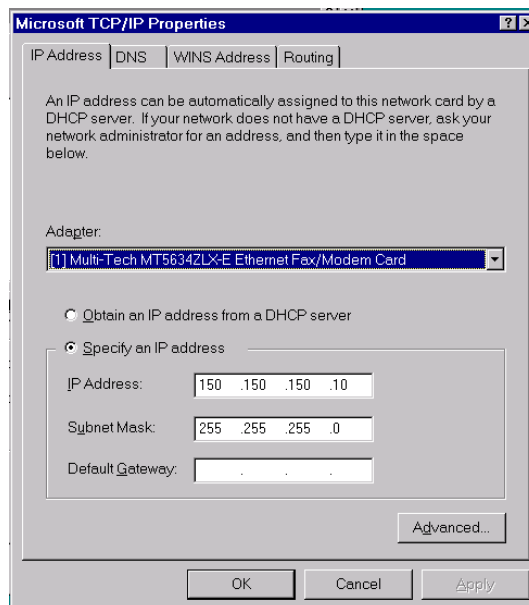 Microsoft TCP/IP Properties
IP Address DNS WINS Address Routing
An IP address can be automatically assigned to this network card by a
DHCP server. If your network does not have a DHCP server, ask your
network administrator for an address, and then type it in the space
below.
Adapter:
[1] Multi-Tech MT5634ZLX-E Ethernet Fax/Modem Card
Obtain an IP address from a DHCP server
Specify an IP address
IP Address: 150 .150 .150 .10
Subnet Mask: 255 .255 .255 .0
Default Gateway: . . .
Advanced...
OK Cancel Apply